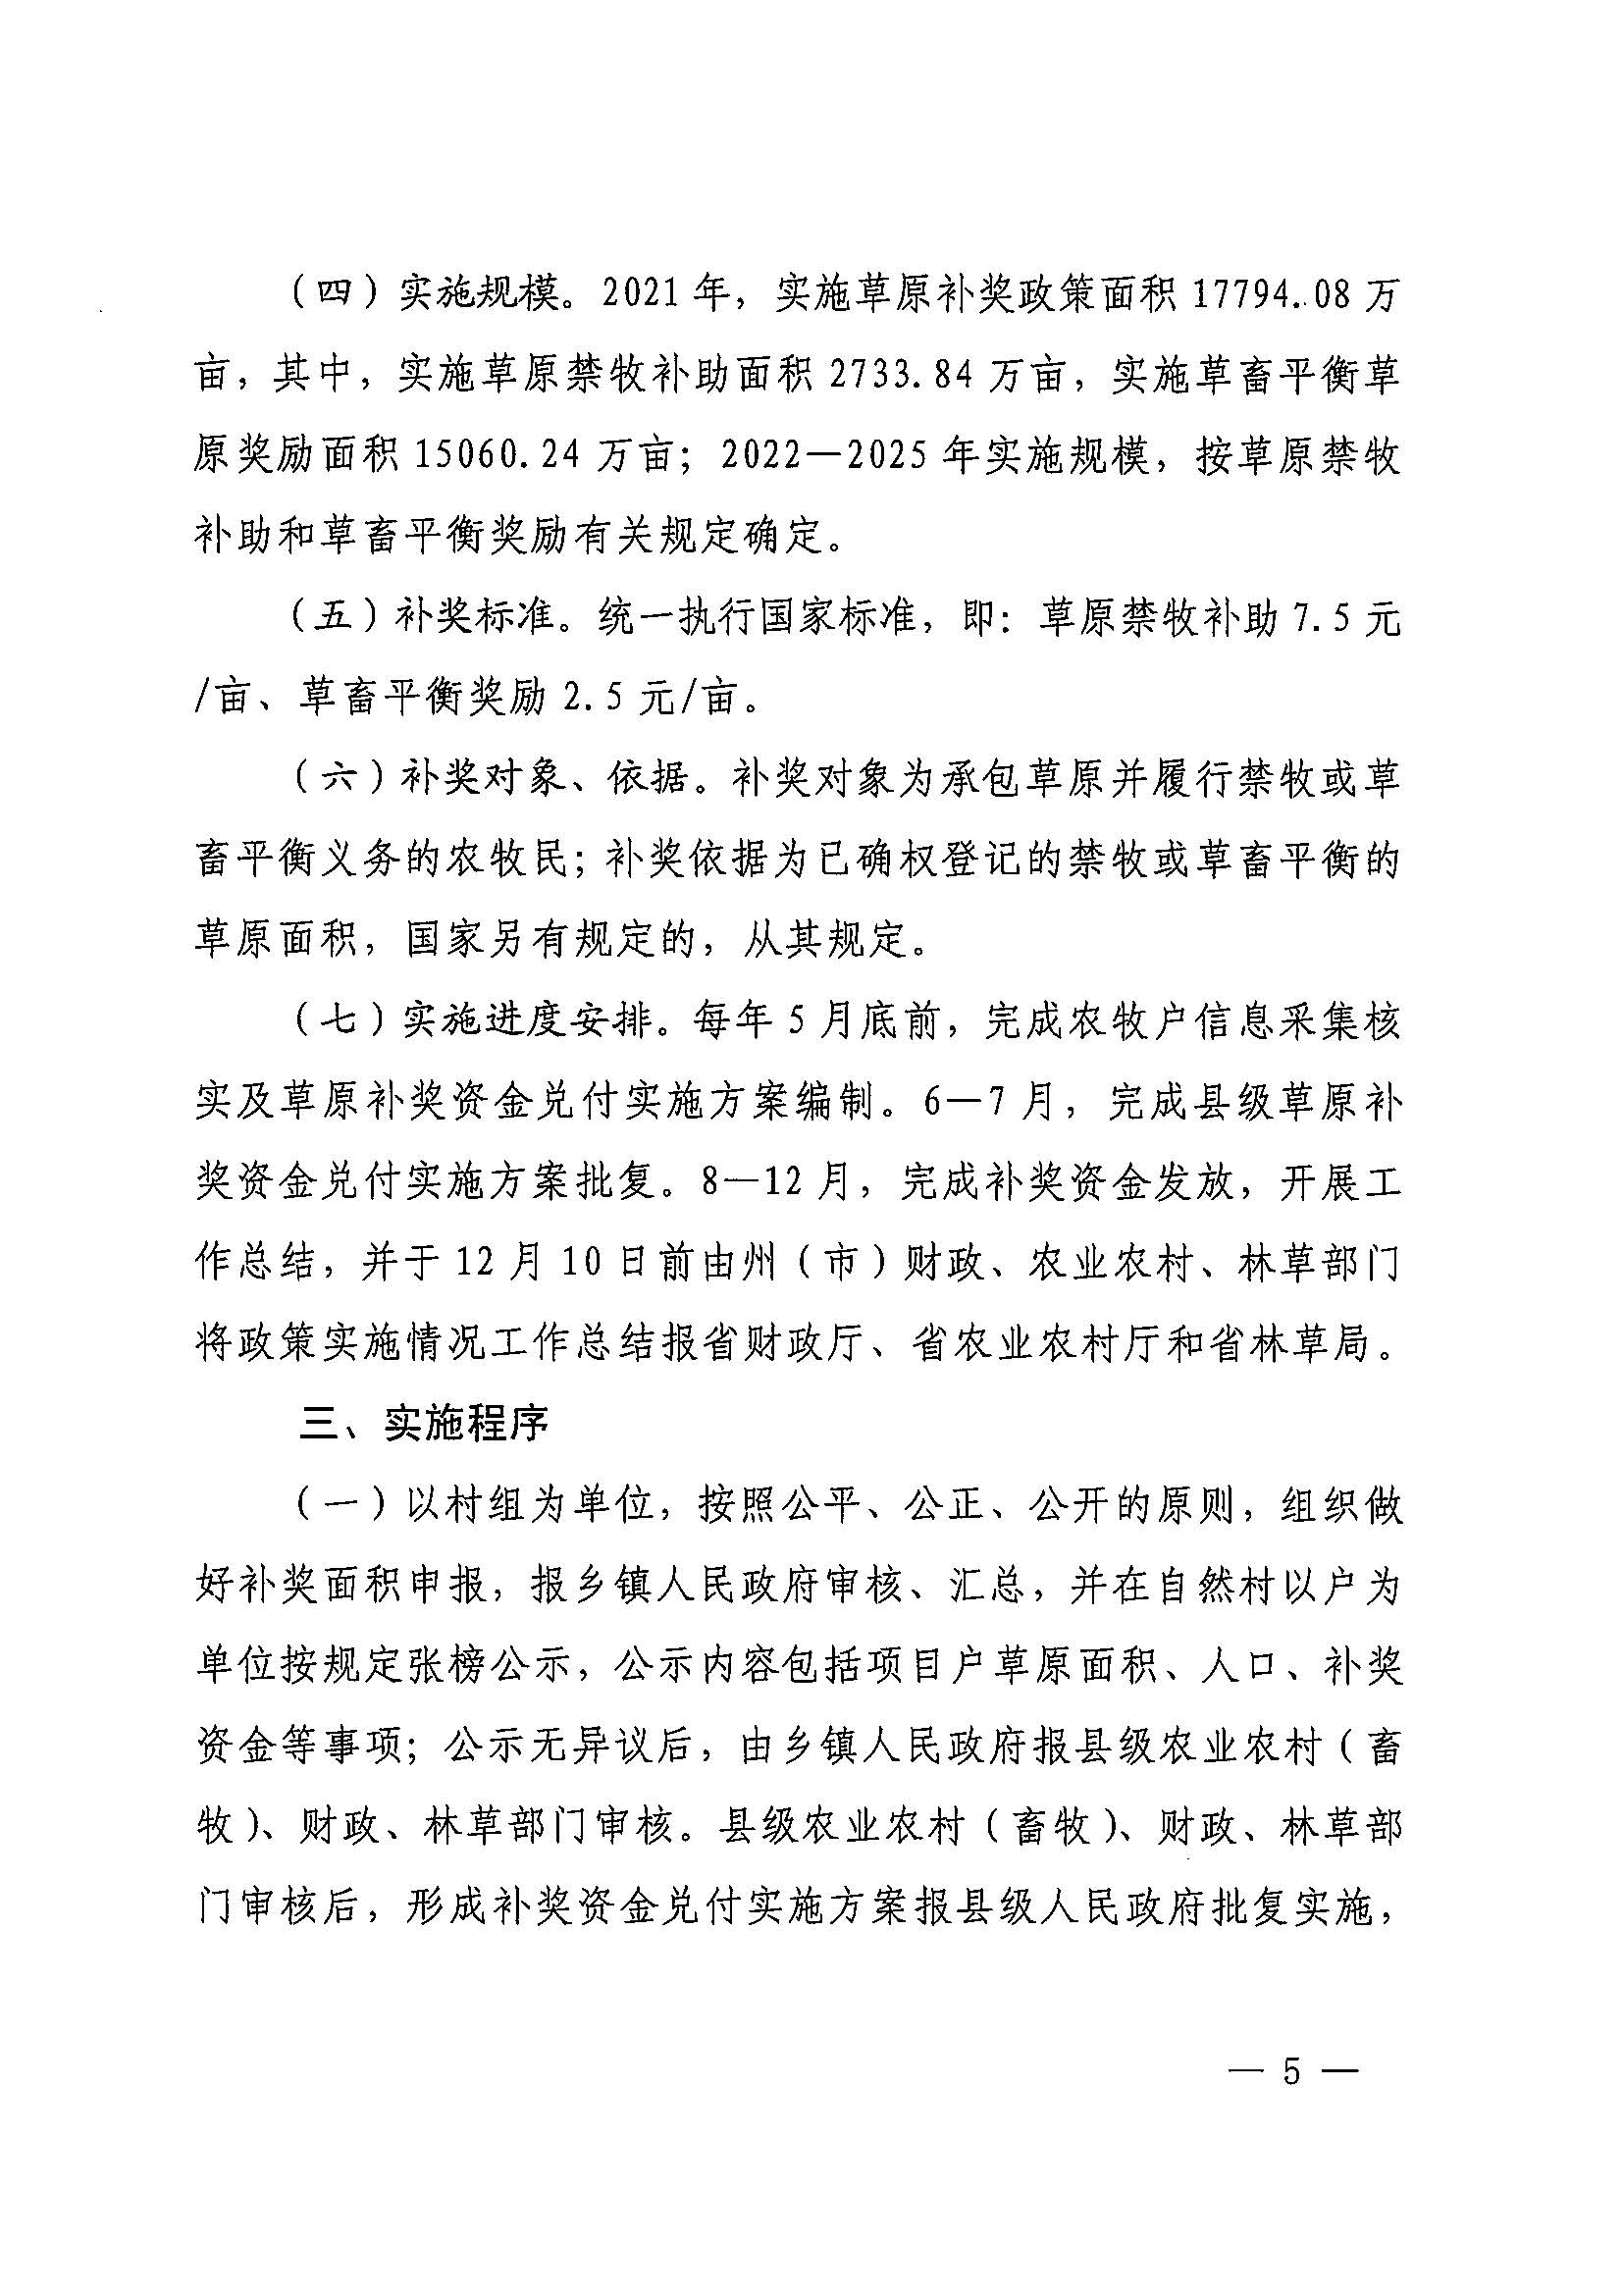 （四）实施规模。2021年，实施草原补奖政策面积17794.08万
亩，其中，实施草原禁牧补助面积2733.84万亩，实施草畜平衡草
原奖励面积15060.24万亩；2022—2025年实施规模，按草原禁牧
补助和草畜平衡奖励有关规定确定。
（五）补奖标准。统一执行国家标准，即：草原禁牧补助7.5元
/亩、草畜平衡奖励2.5元/亩。
（六）补奖对象、依据。补奖对象为承包草原并履行禁牧或草
畜平衡义务的农牧民；补奖依据为已确权登记的禁牧或草畜平衡的
草原面积，国家另有规定的，从其规定。
（七）实施进度安排。每年5月底前，完成农牧户信息采集核
实及草原补奖资金兑付实施方案编制。6—7月，完成县级草原补
奖资金兑付实施方案批复。8—12月，完成补奖资金发放，开展工
作总结，并于12月10日前由州（市）财政、农业农村、林草部门
将政策实施情况工作总结报省财政厅、省农业农村厅和省林草局。
三、实施程序
（一）以村组为单位，按照公平、公正、公开的原则，组织做
好补奖面积申报，报乡镇人民政府审核、汇总，并在自然村以户为
单位按规定张榜公示，公示内容包括项目户草原面积、人口、补奖
资金等事项；公示无异议后，由乡镇人民政府报县级农业农村（畜
牧）、财政、林草部门审核。县级农业农村（畜牧）、财政、林草部
门审核后，形成补奖资金兑付实施方案报县级人民政府批复实施，
— 5 —